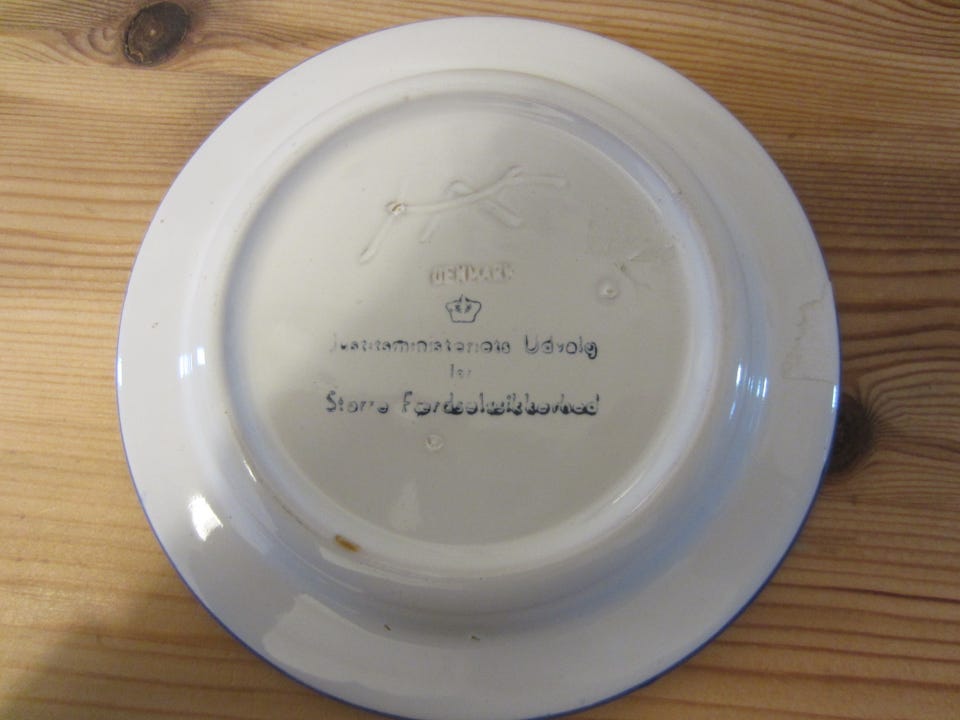 DENMARK
Justitsministeriets Udvalg
for
Større Færdselssikkerhed